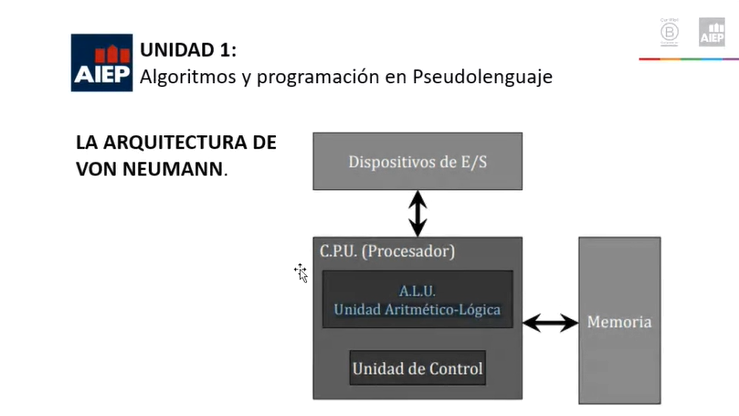 UNIDAD 1:
Algoritmos y programación en Pseudolenguaje
AIEP
AIEP
LA ARQUITECTURA DE
VON NEUMANN.
Dispositivos de E/S
C.P.U. (Procesador)
A.L.U.
Unidad Aritmético-Lógica
Unidad de Control
Memoria